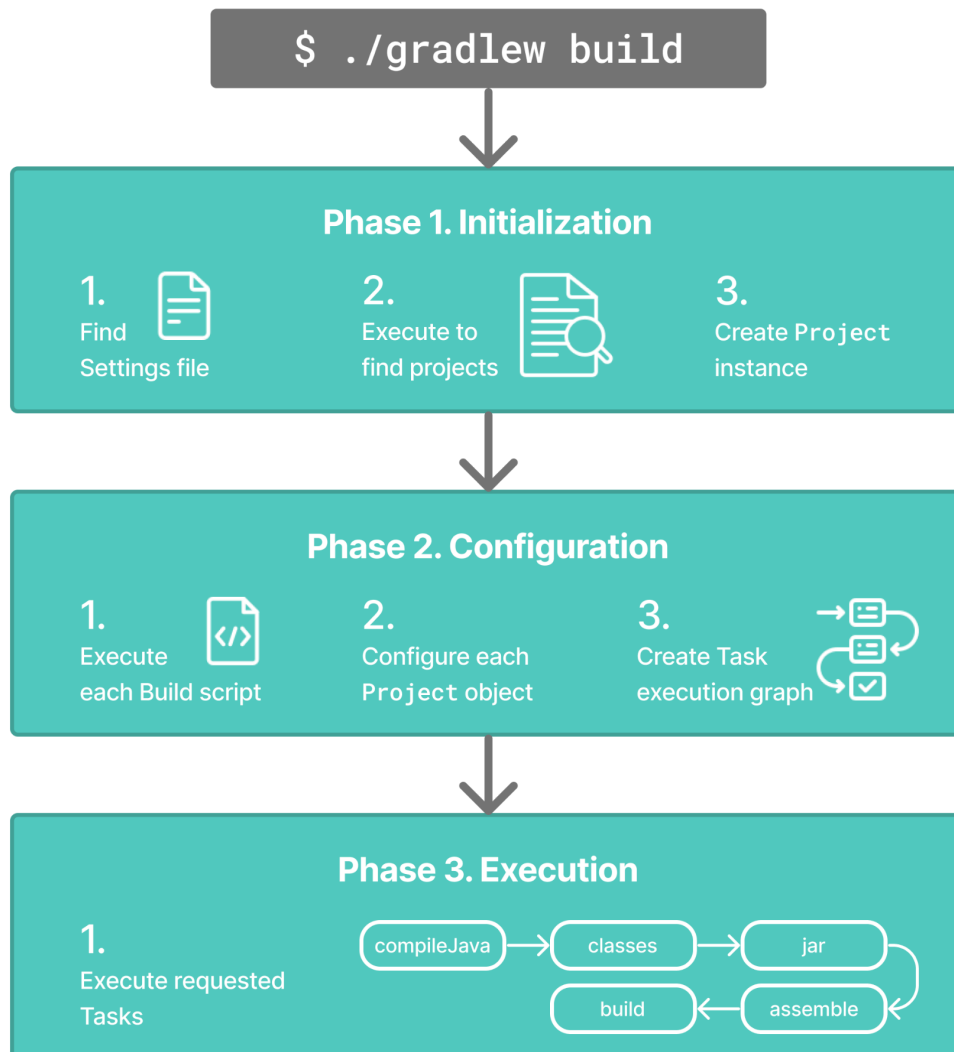 $ ./gradlew build
Phase 1. Initialization
1.
Find
Settings file
2.
Execute to
find projects
3.
Create Project
instance
Phase 2. Configuration
1.
Execute
each Build script
</>
2.
Configure each
Project object
3.
Create Task
execution graph
Phase 3. Execution
1.
Execute requested
Tasks
compileJava
classes
jar
assemble
build